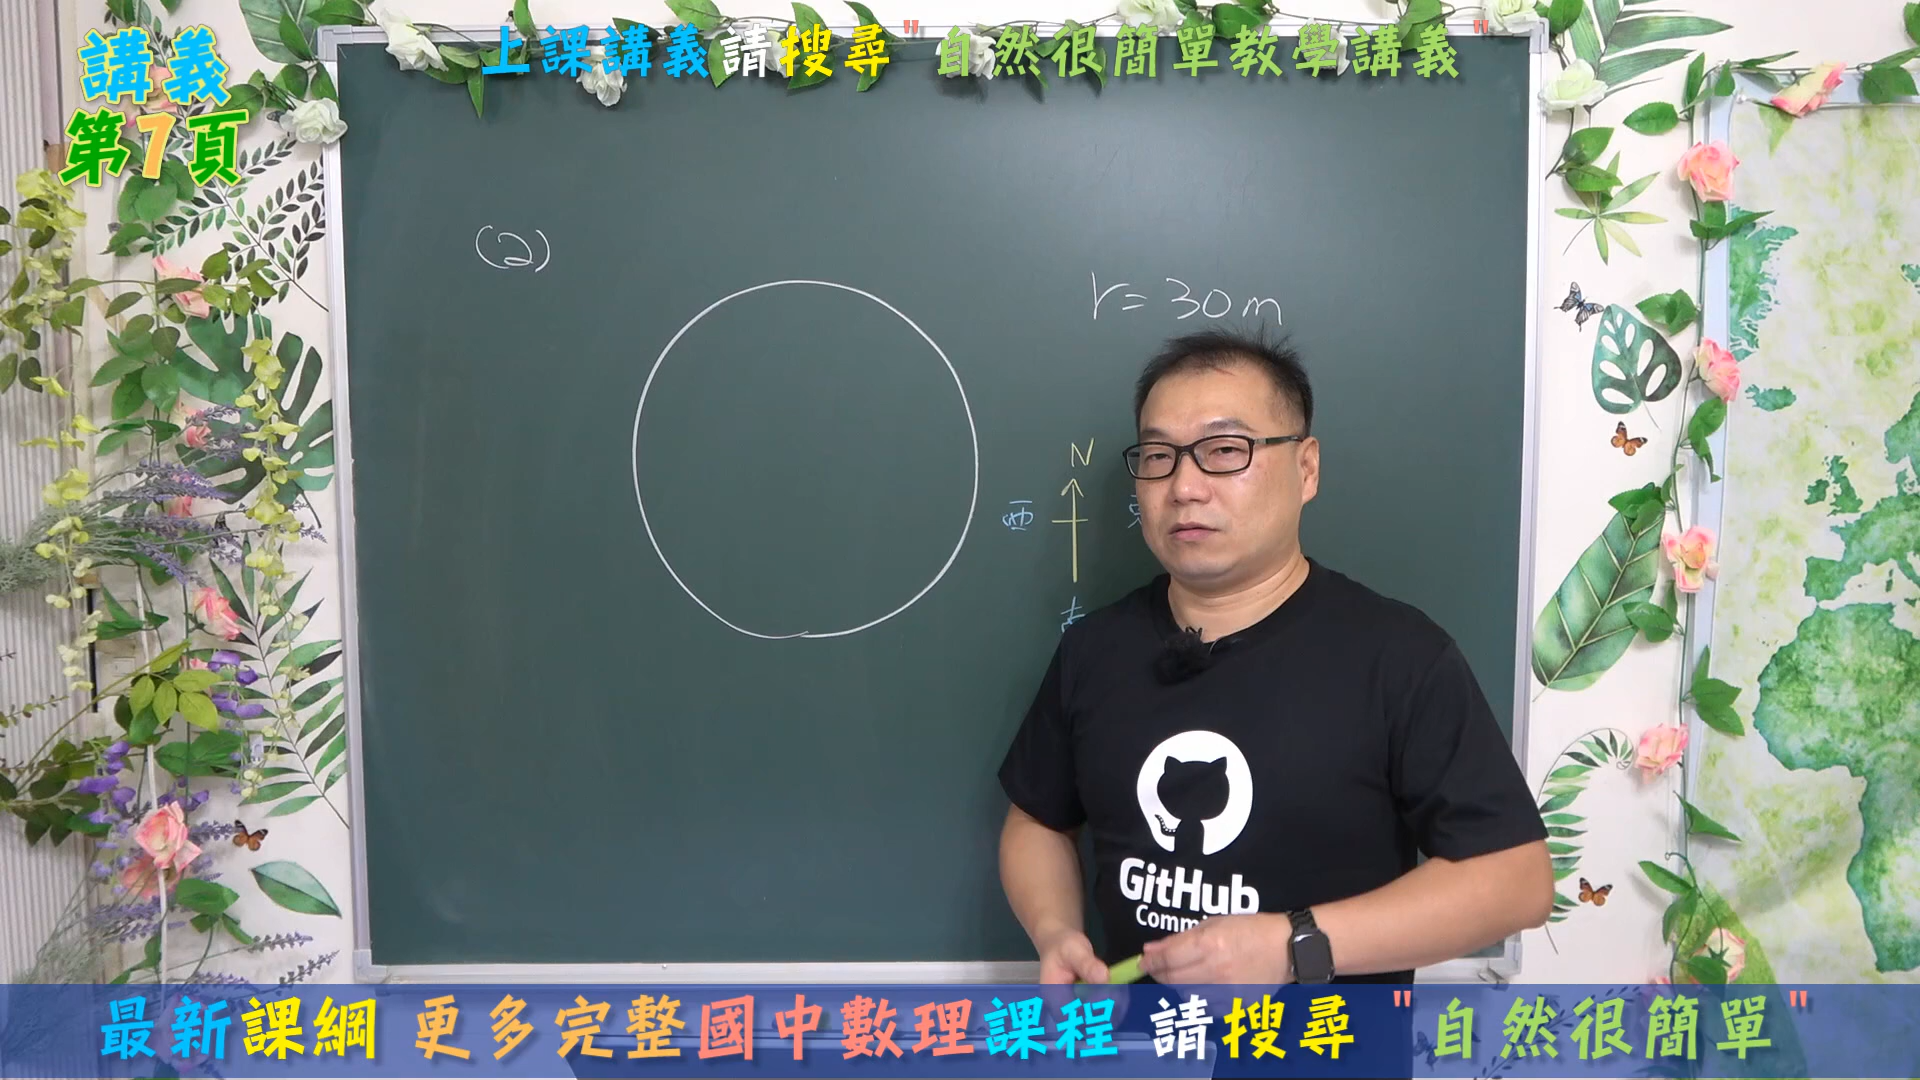 上課講義請搜尋"自然很簡單教學講義"
講義
第7頁
(2)
r=30m
N
西
南
GitHub
最新課綱 更多完整國中數理課程 請搜尋 "自然很簡單"